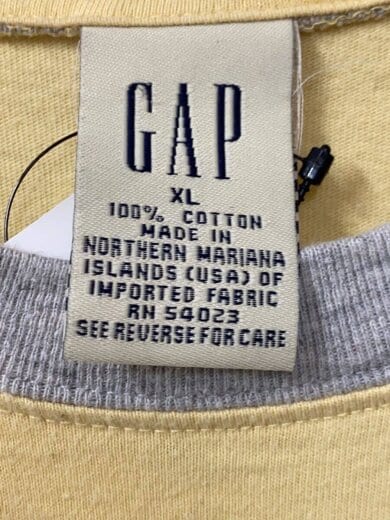 GAP
XL
100% COTTON
MADE IN
NORTHERN MARIANA
ISLANDS (USA) OF
IMPORTED FABRIC
RN 54023
SEE REVERSE FOR CARE